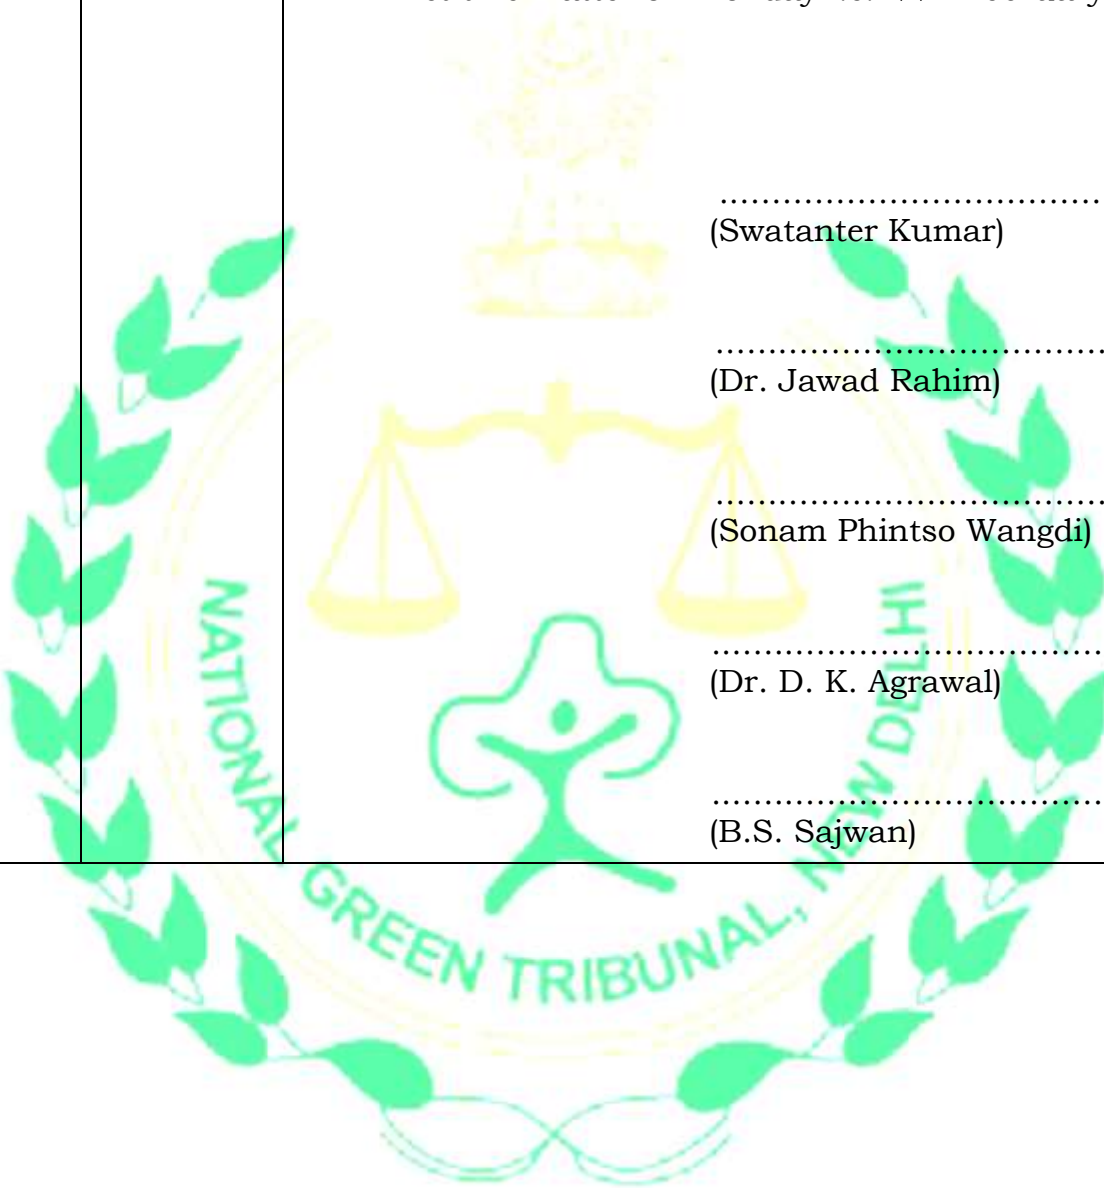 .....................................
(Swatanter Kumar)
.....................................
(Dr. Jawad Rahim)
.....................................
(Sonam Phintso Wangdi)
.....................................
(Dr. D. K. Agrawal)
.....................................
(B.S. Sajwan)
NATIONAL GREEN TRIBUNAL, NEW DELHI